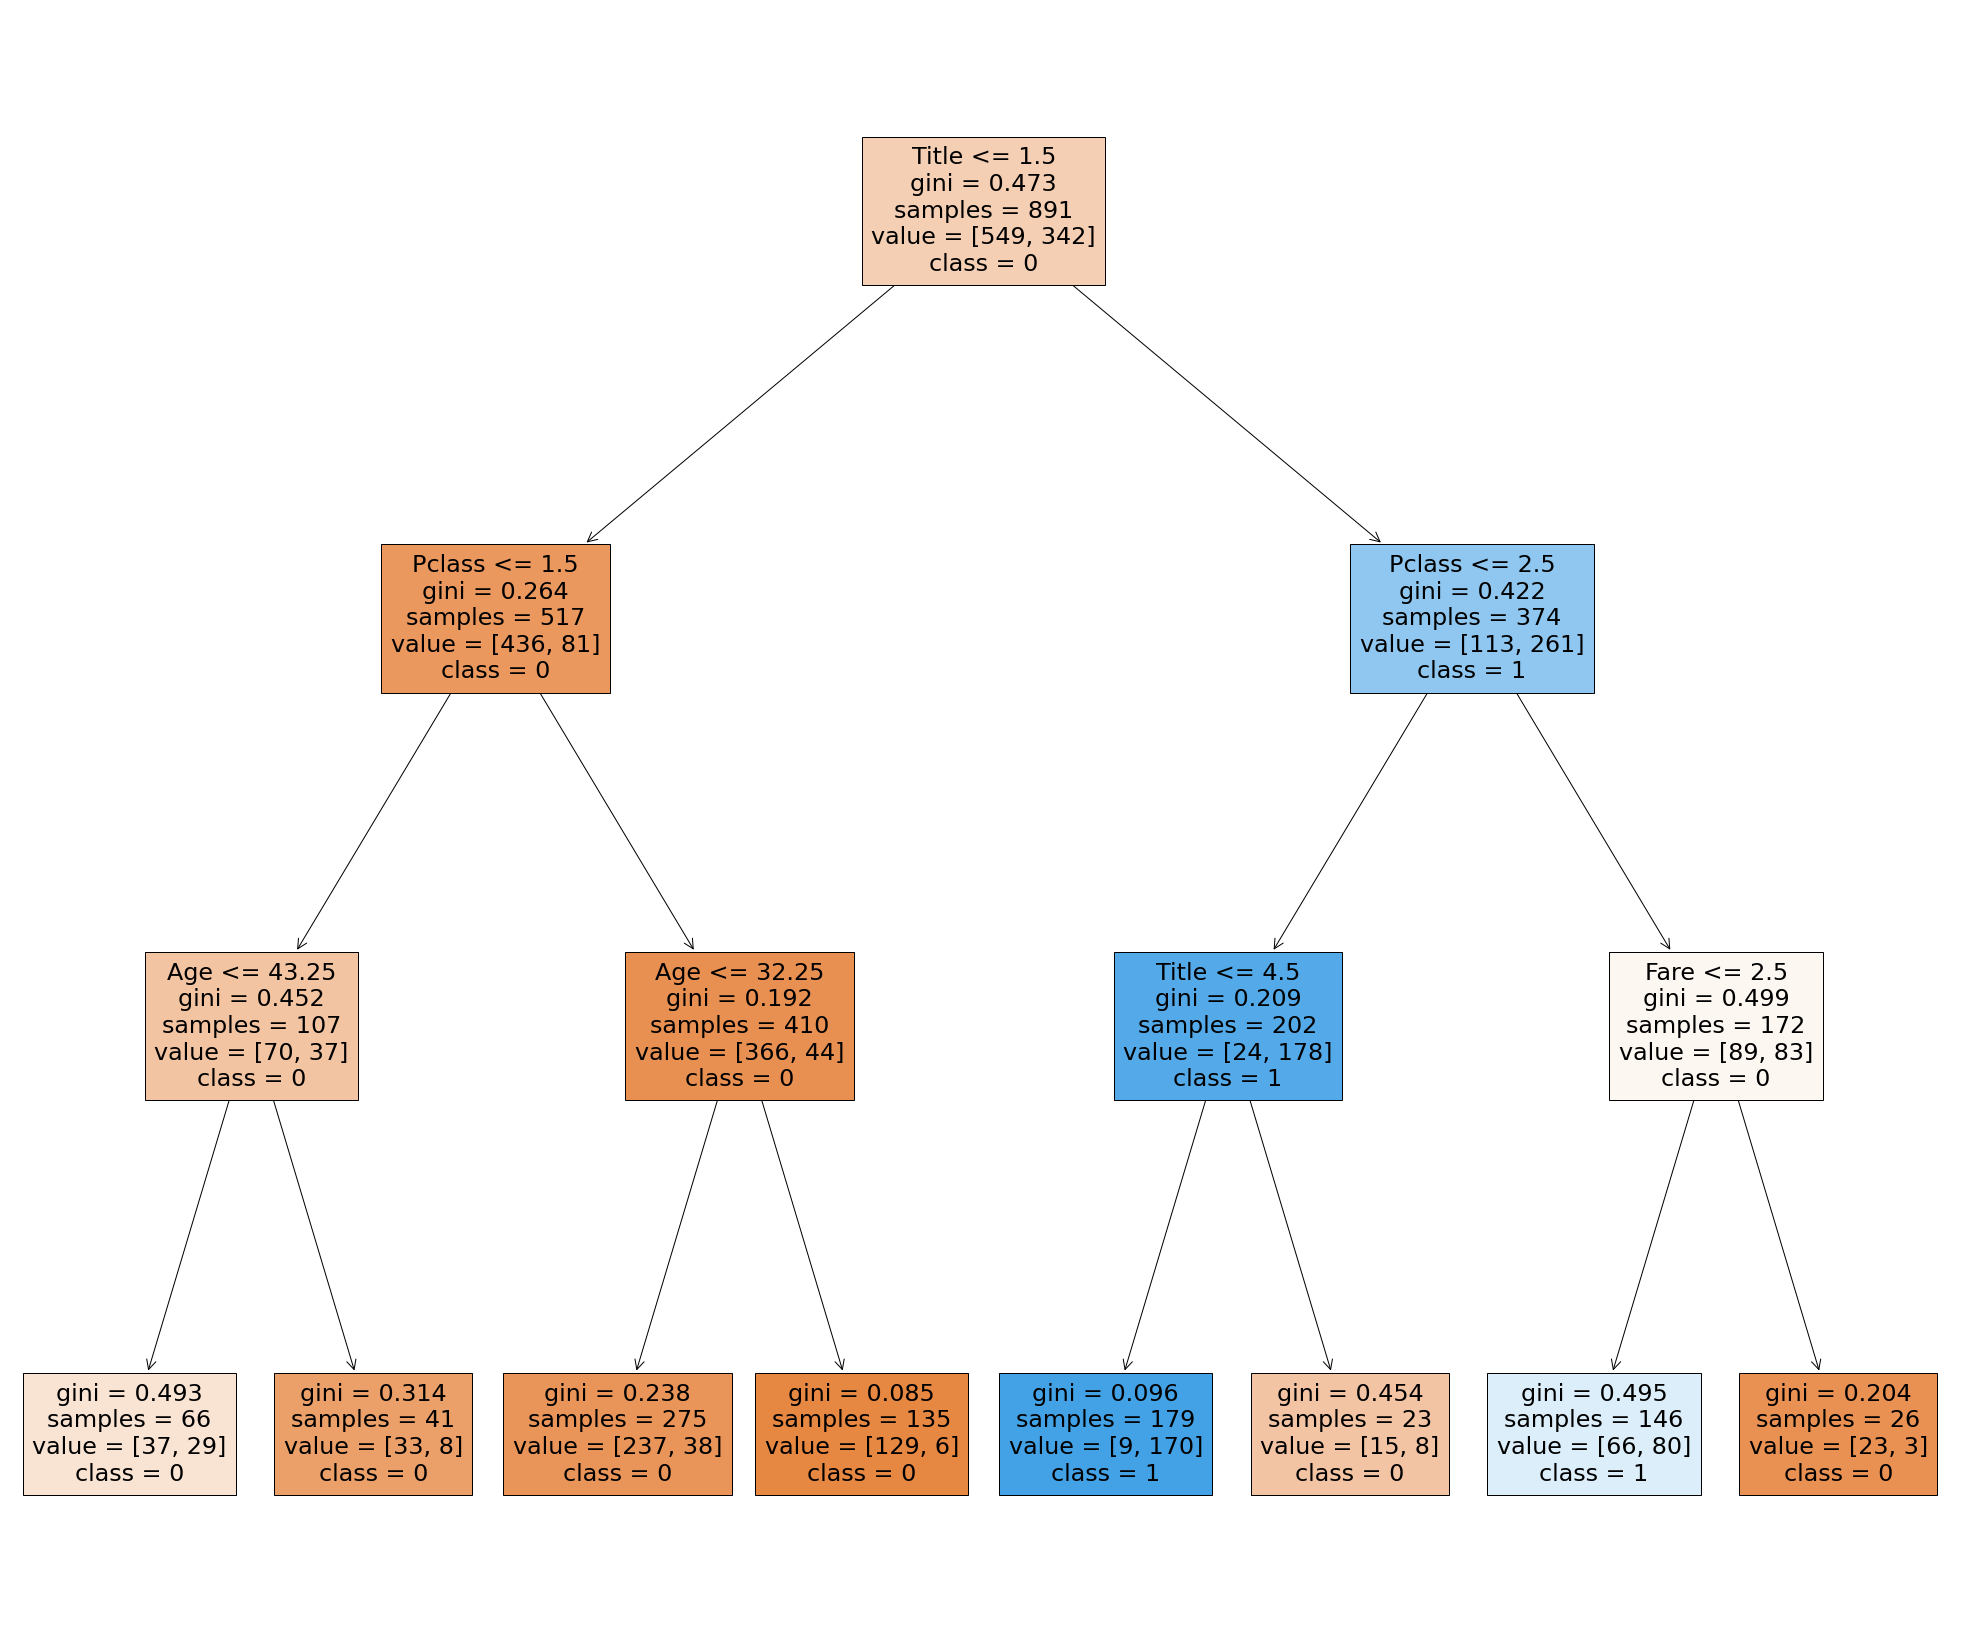 Title <= 1.5
gini = 0.473
samples = 891
value = [549, 342]
class = 0
Pclass <= 1.5
gini = 0.264
samples = 517
value = [436, 81]
class = 0
Pclass <= 2.5
gini = 0.422
samples = 374
value = [113, 261]
class = 1
Age <= 43.25
gini = 0.452
samples = 107
value = [70, 37]
class = 0
Age <= 32.25
gini = 0.192
samples = 410
value = [366, 44]
class = 0
Title <= 4.5
gini = 0.209
samples = 202
value = [24, 178]
class = 1
Fare <= 2.5
gini = 0.499
samples = 172
value = [89, 83]
class = 0
gini = 0.493
samples = 66
value = [37, 29]
class = 0
gini = 0.314
samples = 41
value = [33, 8]
class = 0
gini = 0.238
samples = 275
value = [237, 38]
class = 0
gini = 0.085
samples = 135
value = [129, 6]
class = 0
gini = 0.096
samples = 179
value = [9, 170]
class = 1
gini = 0.454
samples = 23
value = [15, 8]
class = 0
gini = 0.495
samples = 146
value = [66, 80]
class = 1
gini = 0.204
samples = 26
value = [23, 3]
class = 0